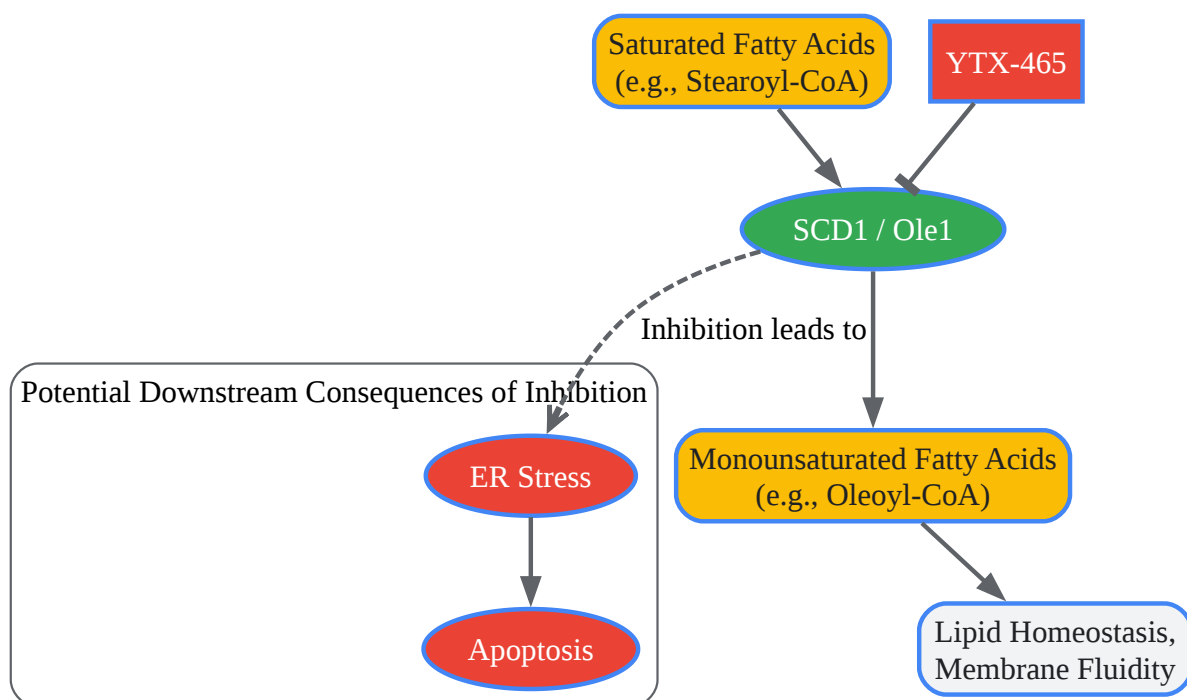 Saturated Fatty Acids
(e.g., Stearoyl-CoA)
YTX-465
SCD1 / Ole1
Inhibition leads to
Potential Downstream Consequences of Inhibition
ER Stress
Monounsaturated Fatty Acids
(e.g., Oleoyl-CoA)
Apoptosis
Lipid Homeostasis,
Membrane Fluidity